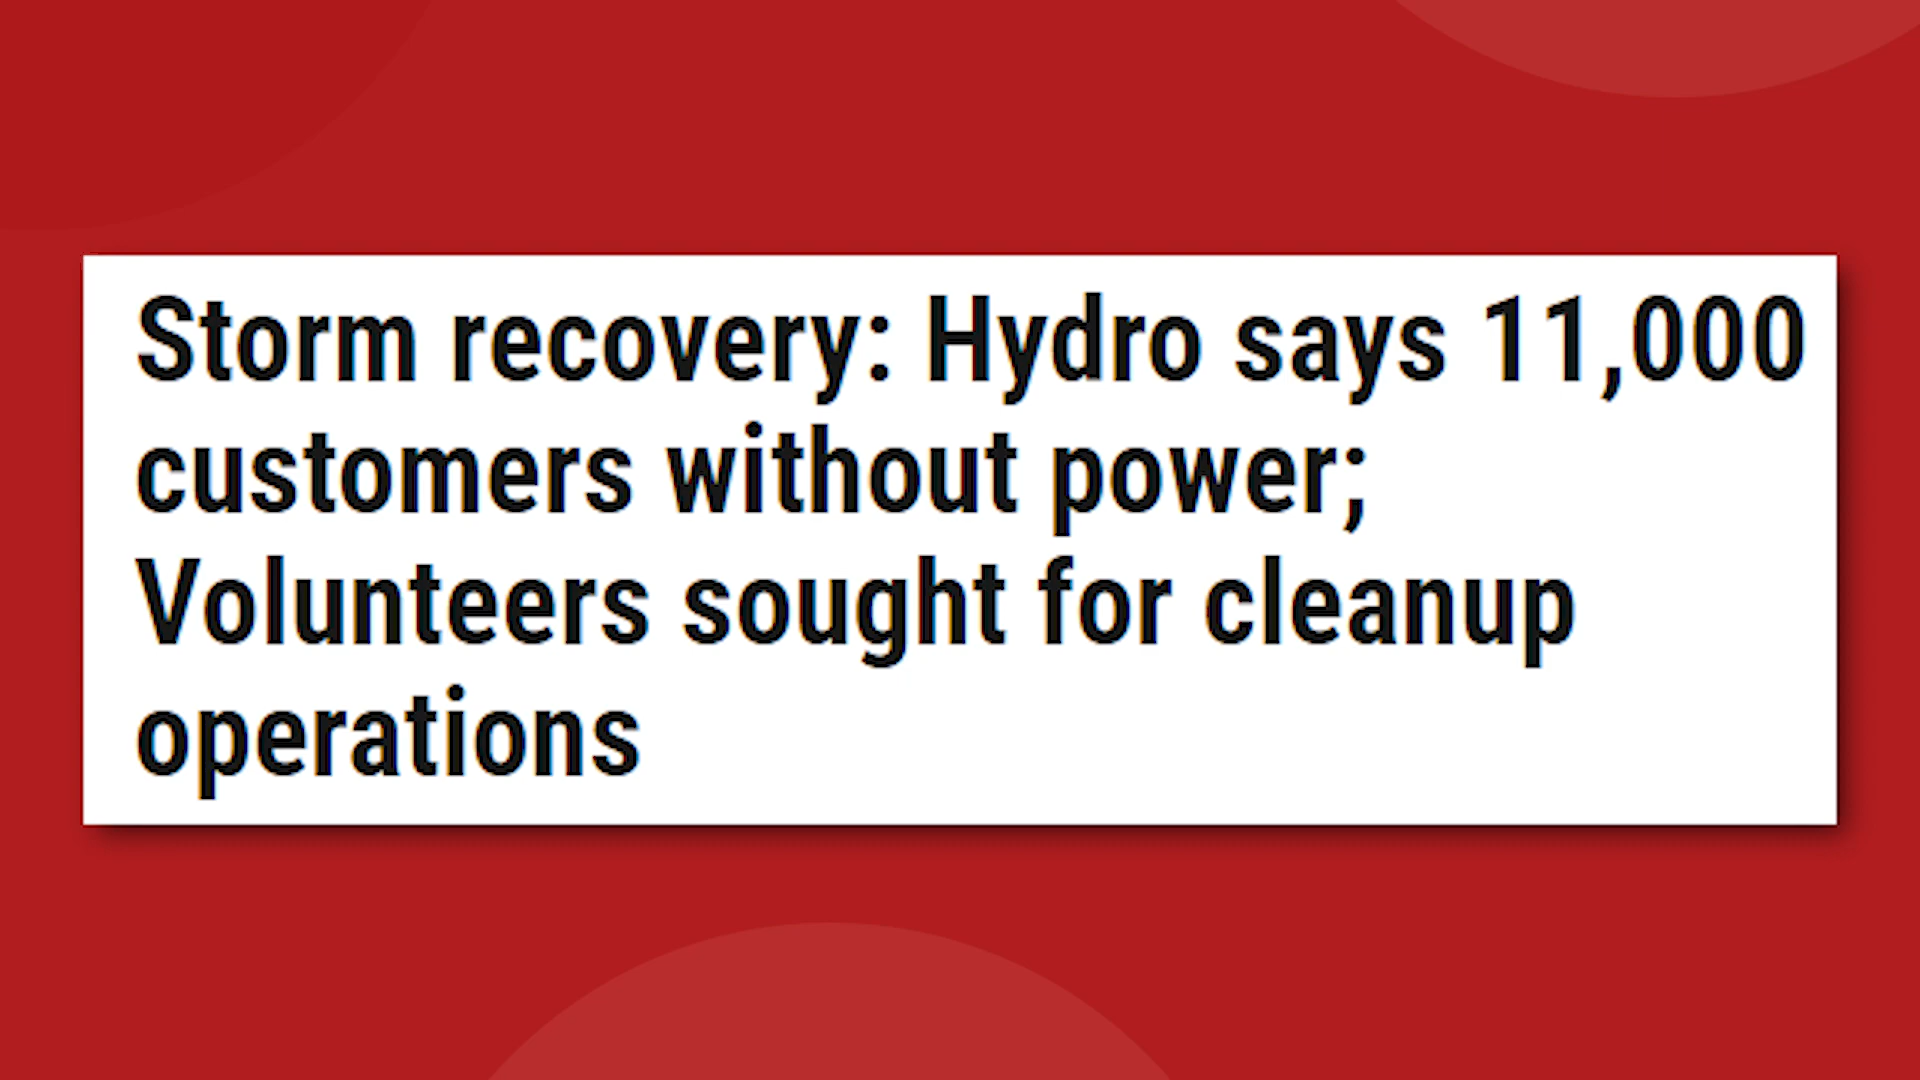 Storm recovery: Hydro says 11,000
customers without power;
Volunteers sought for cleanup
operations